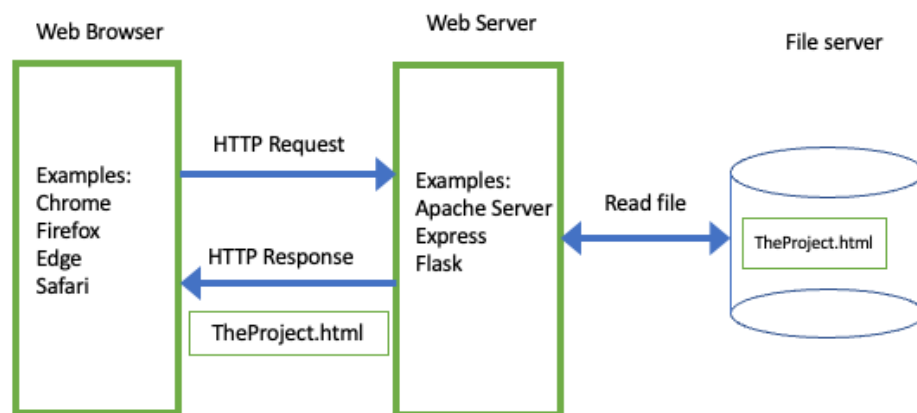 Web Browser
Web Server
File server
HTTP Request
Examples:
Chrome
Firefox
Edge
Safari
Examples:
Apache Server
Express
Flask
Read file
TheProject.html
HTTP Response
TheProject.html